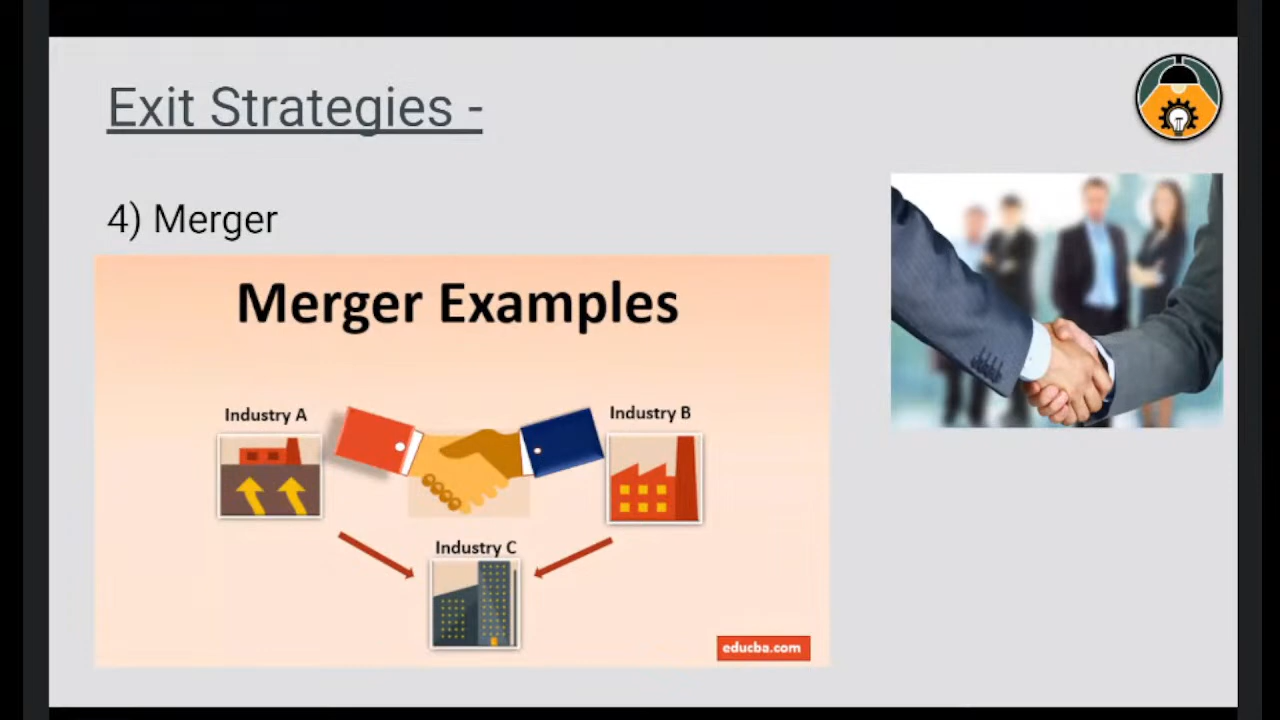 Exit Strategies -
4) Merger
Merger Examples
Industry A
Industry B
Industry C
educba.com